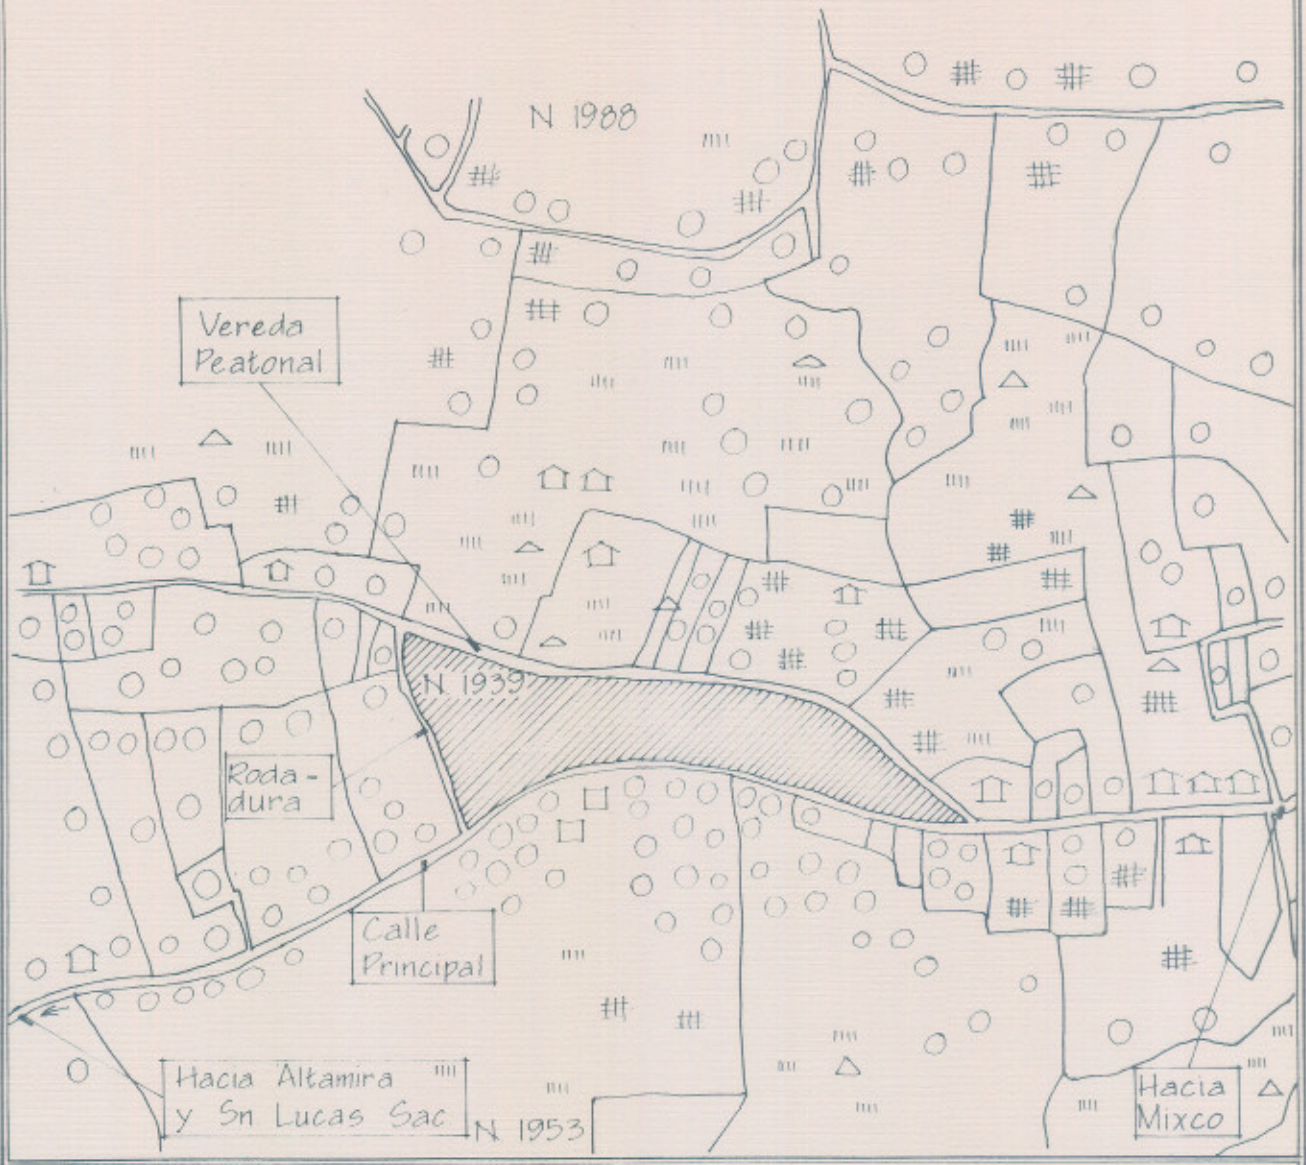 N 1988
Vereda
Peatonal
N 1939
Roda-
dura
Calle
Principal
Hacia Altamira
y Sn Lucas Sac
N 1953
Hacia
Mixco